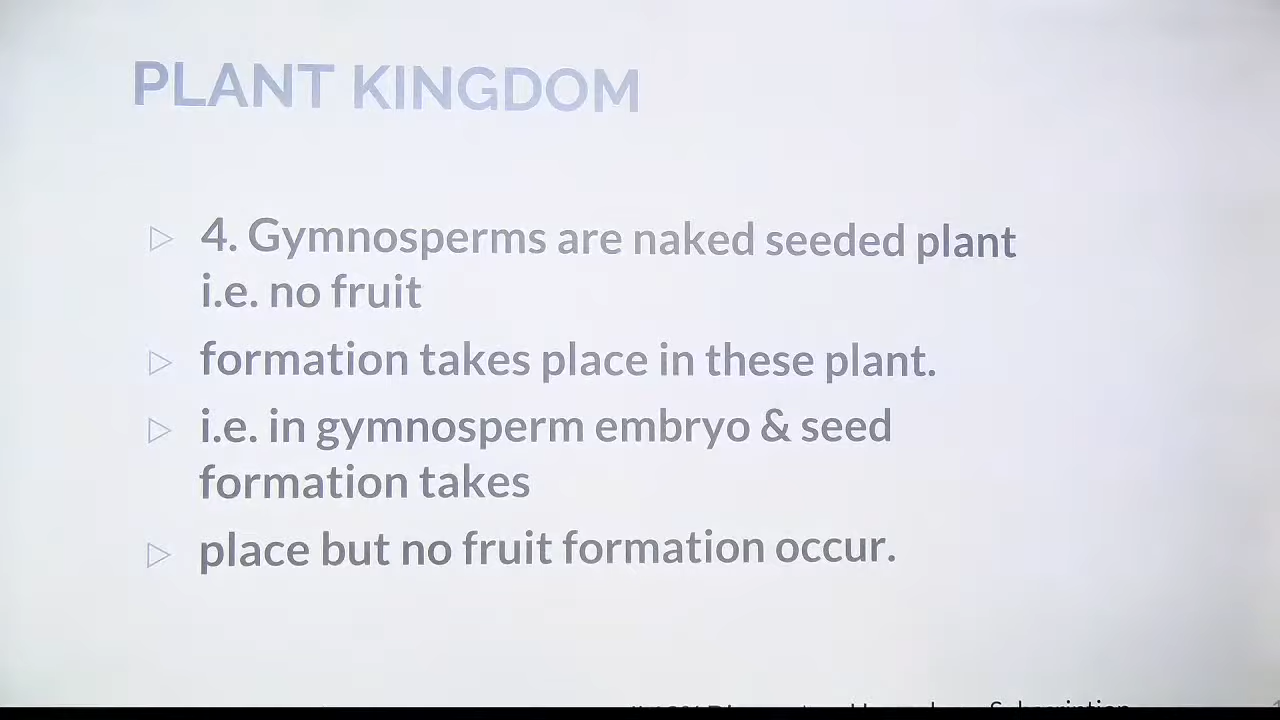 PLANT KINGDOM
4. Gymnosperms are naked seeded plant
i.e. no fruit
formation takes place in these plant.
i.e. in gymnosperm embryo & seed
formation takes
place but no fruit formation occur.
Subscription